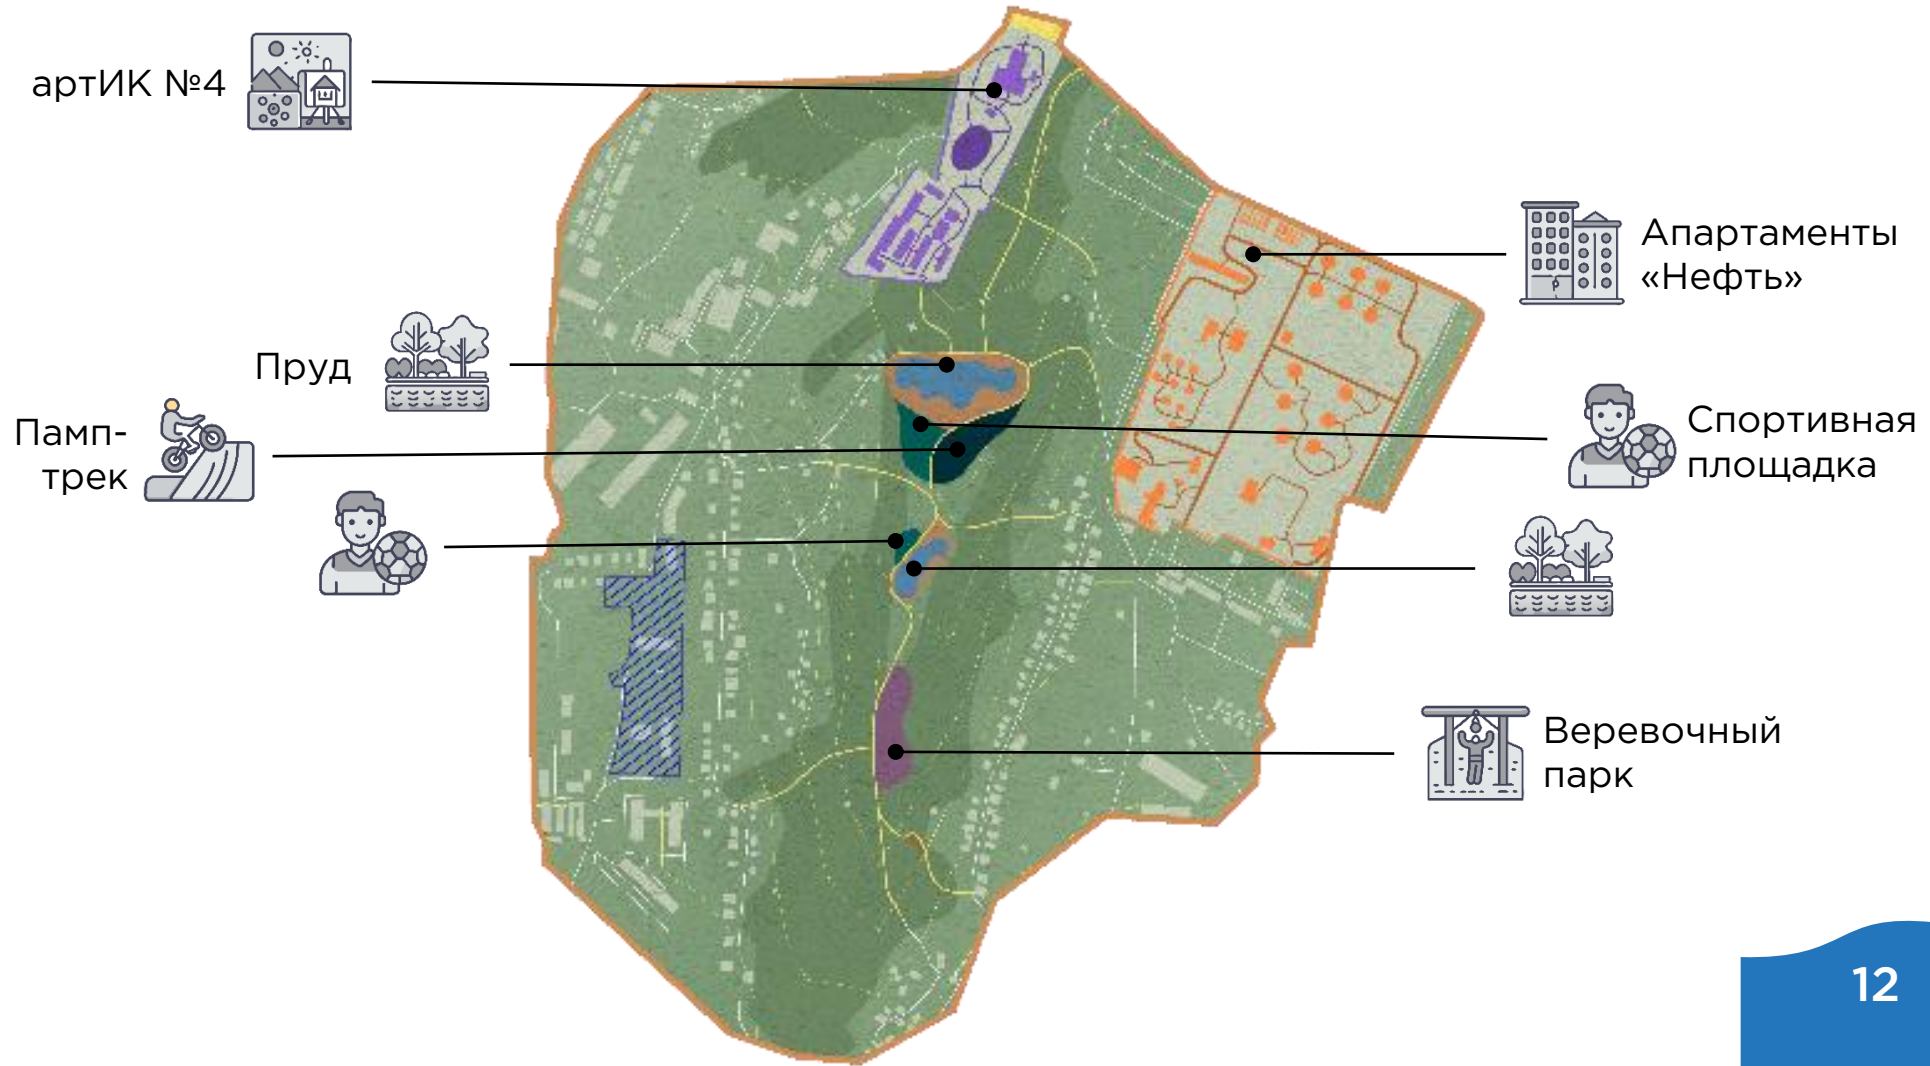 артИК №4
Апартаменты
«Нефть»
Пруд
Памп-
трек
Спортивная
площадка
Веревочный
парк
12